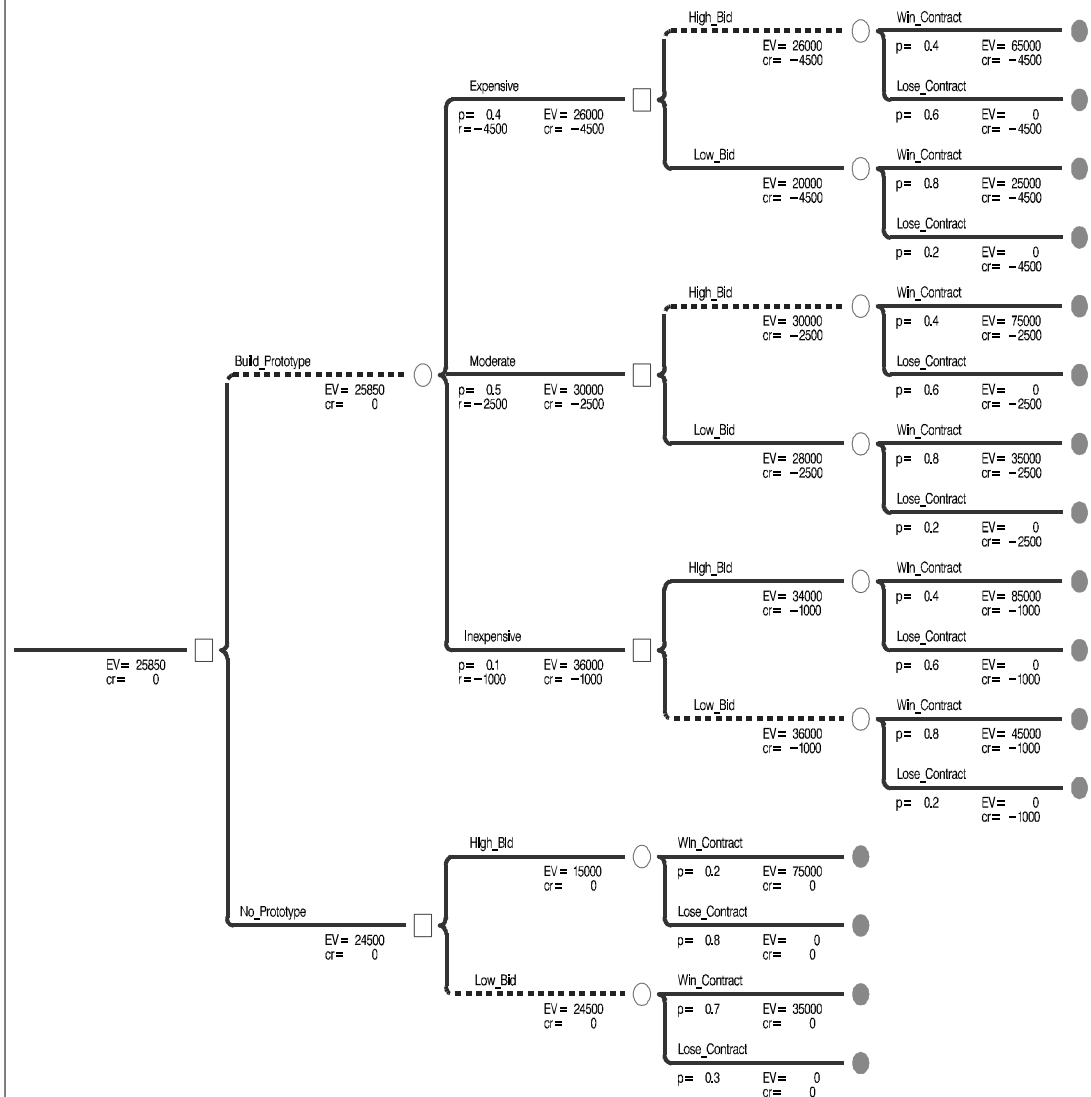 High_Bid
EV= 26000
cr= −4500
Win_Contract
p= 0.4 EV= 65000
cr= −4500
Expensive
p= 0.4 EV= 26000
r=−4500 cr= −4500
Lose_Contract
p= 0.6 EV= 0
cr= −4500
Low_Bid
EV= 20000
cr= −4500
Win_Contract
p= 0.8 EV= 25000
cr= −4500
Lose_Contract
p= 0.2 EV= 0
cr= −4500
Build_Prototype
EV= 25850
cr= 0
Moderate
p= 0.5 EV= 30000
r=−2500 cr= −2500
High_Bid
EV= 30000
cr= −2500
Win_Contract
p= 0.4 EV= 75000
cr= −2500
Lose_Contract
p= 0.6 EV= 0
cr= −2500
Low_Bid
EV= 28000
cr= −2500
Win_Contract
p= 0.8 EV= 35000
cr= −2500
Lose_Contract
p= 0.2 EV= 0
cr= −2500
EV= 25850
cr= 0
Inexpensive
p= 0.1 EV= 36000
r=−1000 cr= −1000
High_Bid
EV= 34000
cr= −1000
Win_Contract
p= 0.4 EV= 85000
cr= −1000
Lose_Contract
p= 0.6 EV= 0
cr= −1000
Low_Bid
EV= 36000
cr= −1000
Win_Contract
p= 0.8 EV= 45000
cr= −1000
Lose_Contract
p= 0.2 EV= 0
cr= −1000
No_Prototype
EV= 24500
cr= 0
High_Bid
EV= 15000
cr= 0
Win_Contract
p= 0.2 EV= 75000
cr= 0
Lose_Contract
p= 0.8 EV= 0
cr= 0
Low_Bid
EV= 24500
cr= 0
Win_Contract
p= 0.7 EV= 35000
cr= 0
Lose_Contract
p= 0.3 EV= 0
cr= 0